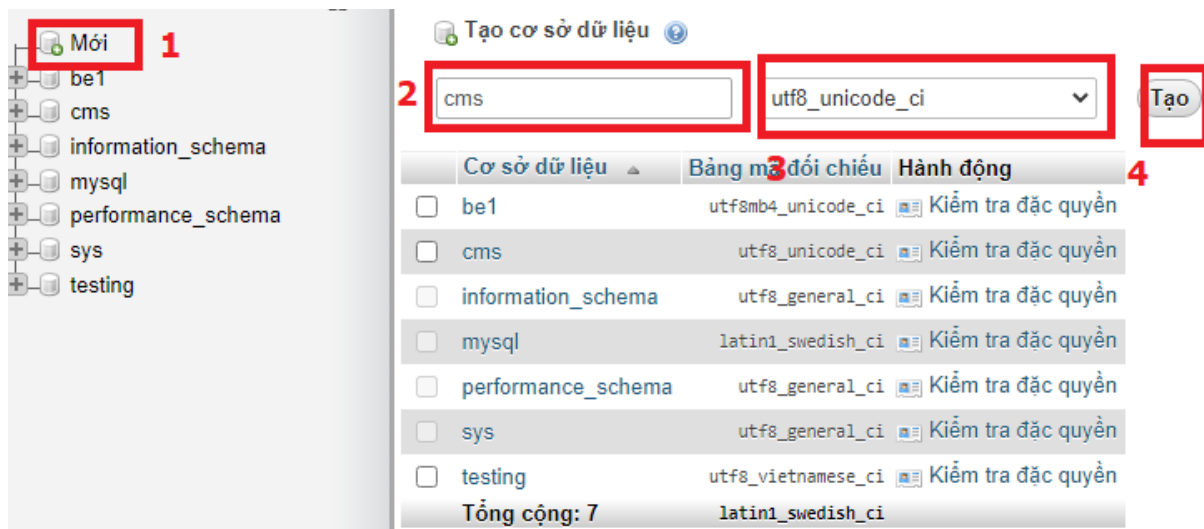 Mới 1
be1
cms
information_schema
mysql
performance_schema
sys
testing
Tạo cơ sở dữ liệu
2 cms utf8_unicode_ci Tạo
Cơ sở dữ liệu Bảng mã đối chiếu Hành động
3 4
be1 utf8mb4_unicode_ci Kiểm tra đặc quyền
cms utf8_unicode_ci Kiểm tra đặc quyền
information_schema utf8_general_ci Kiểm tra đặc quyền
mysql latin1_swedish_ci Kiểm tra đặc quyền
performance_schema utf8_general_ci Kiểm tra đặc quyền
sys utf8_general_ci Kiểm tra đặc quyền
testing utf8_vietnamese_ci Kiểm tra đặc quyền
Tổng cộng: 7 latin1_swedish_ci